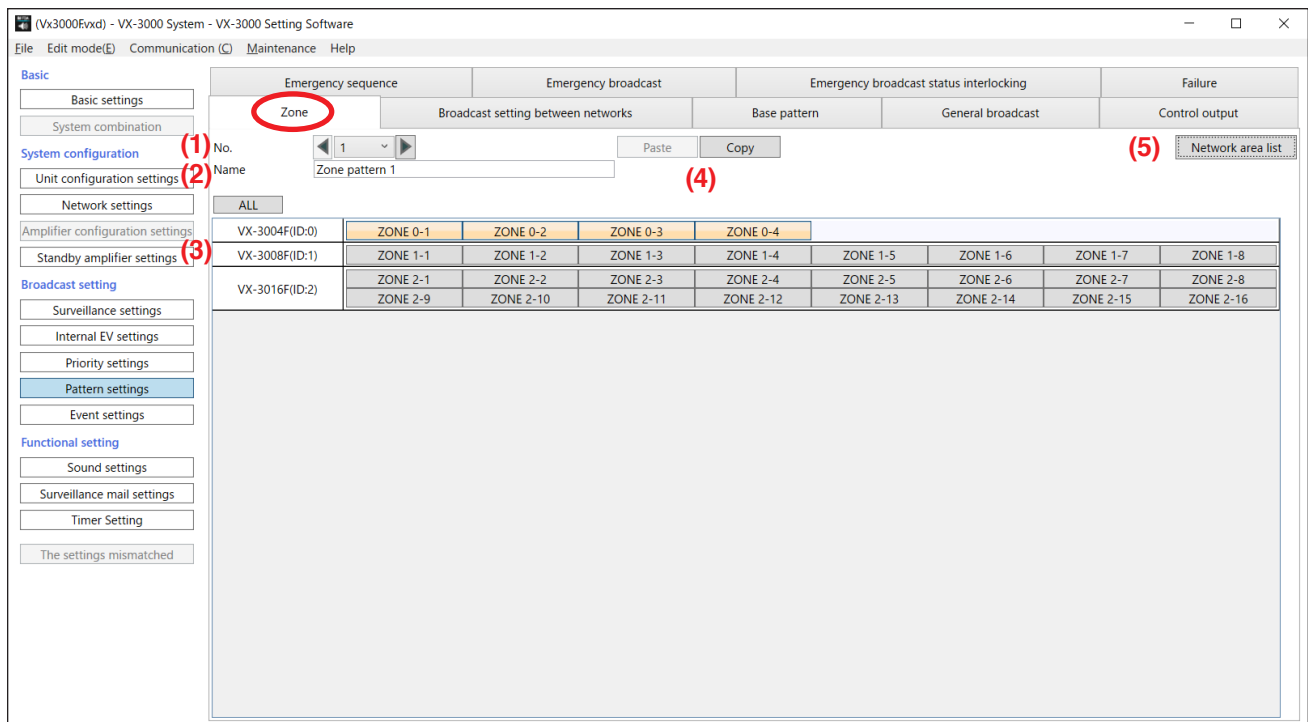 (Vx3000F.vxd) - VX-3000 System - VX-3000 Setting Software
File Edit mode(E) Communication (C) Maintenance Help
Basic
Basic settings
System combination
System configuration
Unit configuration settings
Network settings
Amplifier configuration settings
Standby amplifier settings
Broadcast setting
Surveillance settings
Internal EV settings
Priority settings
Pattern settings
Event settings
Functional setting
Sound settings
Surveillance mail settings
Timer Setting
The settings mismatched
Emergency sequence Emergency broadcast Emergency broadcast status interlocking Failure
Zone Broadcast setting between networks Base pattern General broadcast Control output
(1) No. 1 Paste Copy (5) Network area list
(2) Name Zone pattern 1 (4)
ALL
(3)
VX-3004F(ID:0) ZONE 0-1 ZONE 0-2 ZONE 0-3 ZONE 0-4
VX-3008F(ID:1) ZONE 1-1 ZONE 1-2 ZONE 1-3 ZONE 1-4 ZONE 1-5 ZONE 1-6 ZONE 1-7 ZONE 1-8
VX-3016F(ID:2) ZONE 2-1 ZONE 2-2 ZONE 2-3 ZONE 2-4 ZONE 2-5 ZONE 2-6 ZONE 2-7 ZONE 2-8
ZONE 2-9 ZONE 2-10 ZONE 2-11 ZONE 2-12 ZONE 2-13 ZONE 2-14 ZONE 2-15 ZONE 2-16